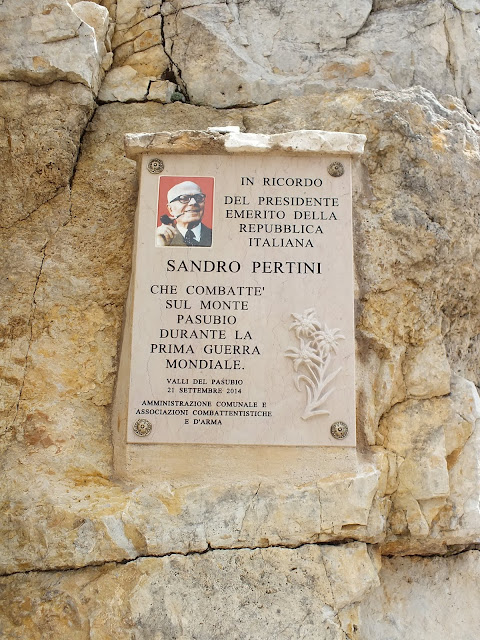 IN RICORDO
DEL PRESIDENTE
EMERITO DELLA
REPUBBLICA
ITALIANA
SANDRO PERTINI
CHE COMBATTE'
SUL MONTE
PASUBIO
DURANTE LA
PRIMA GUERRA
MONDIALE.
VALLI DEL PASUBIO
21 SETTEMBRE 2014
AMMINISTRAZIONE COMUNALE E
ASSOCIAZIONI COMBATTENTISTICHE
E D'ARMA